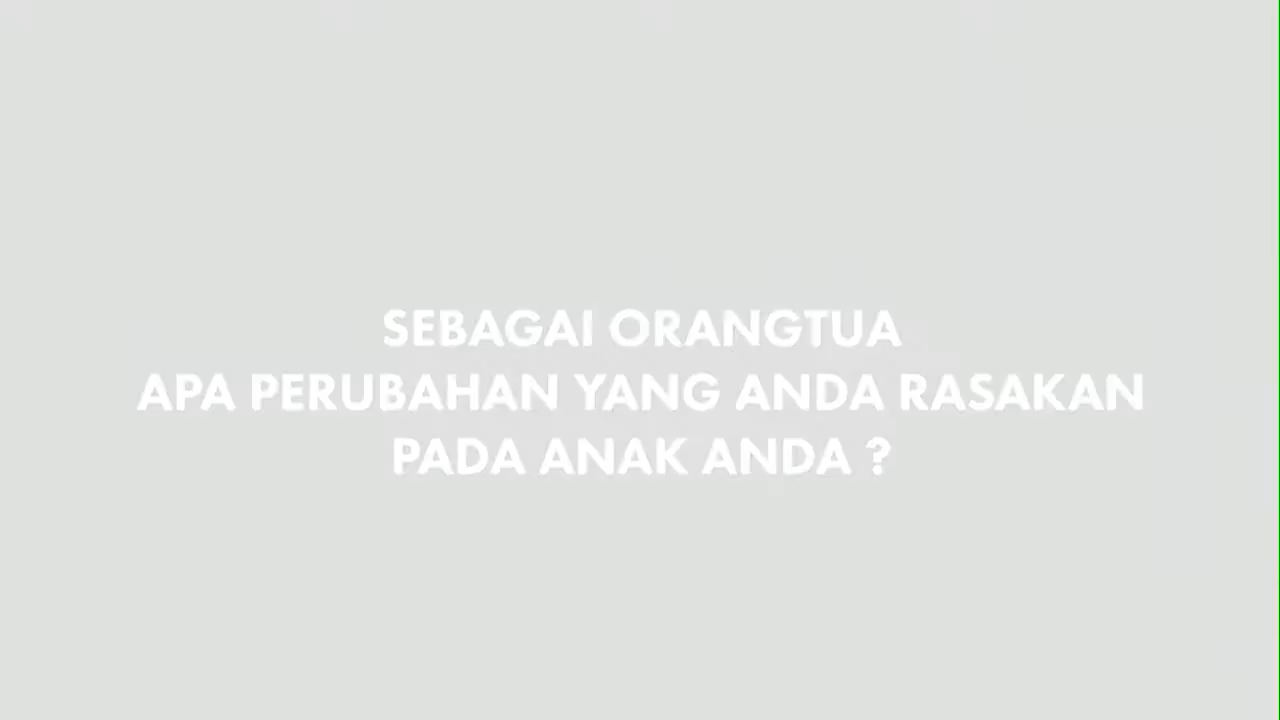 SEBAGAI ORANGTUA
APA PERUBAHAN YANG ANDA RASAKAN
PADA ANAK ANDA ?